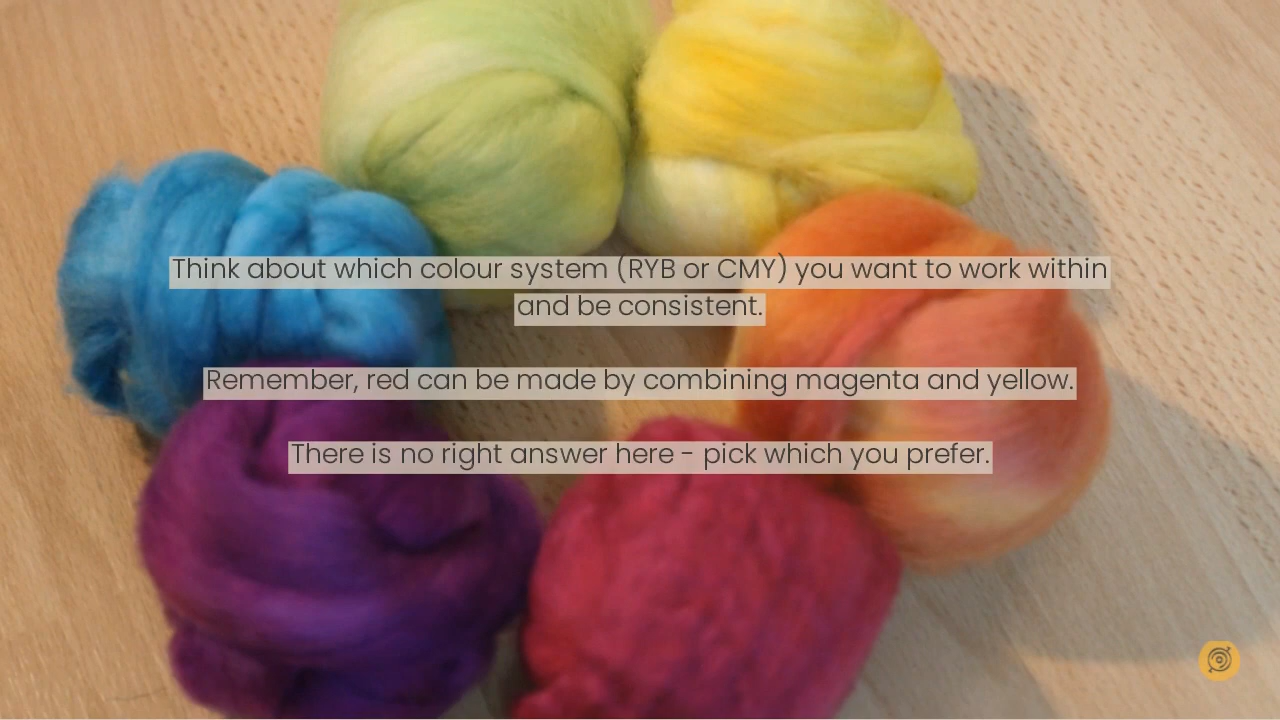 Think about which colour system (RYB or CMY) you want to work within
and be consistent.
Remember, red can be made by combining magenta and yellow.
There is no right answer here - pick which you prefer.